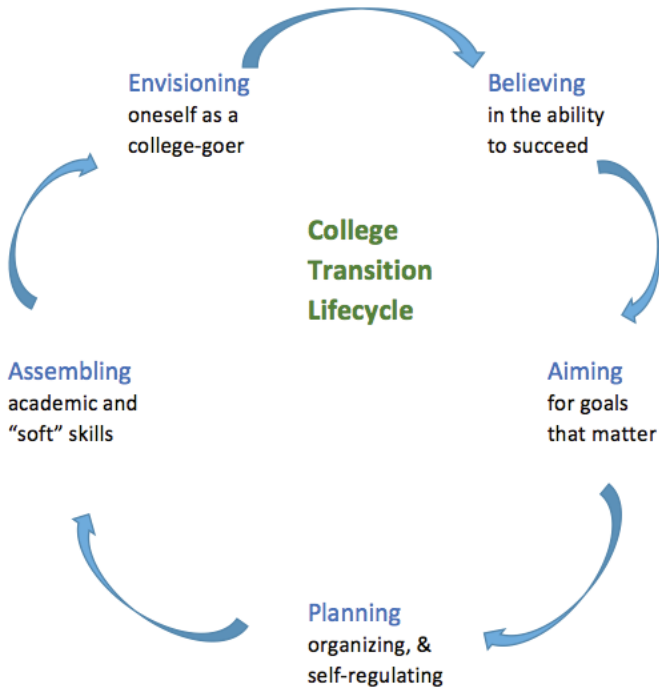 Envisioning
oneself as a
college-goer
Believing
in the ability
to succeed
College
Transition
Lifecycle
Assembling
academic and
“soft” skills
Aiming
for goals
that matter
Planning
organizing, &
self-regulating